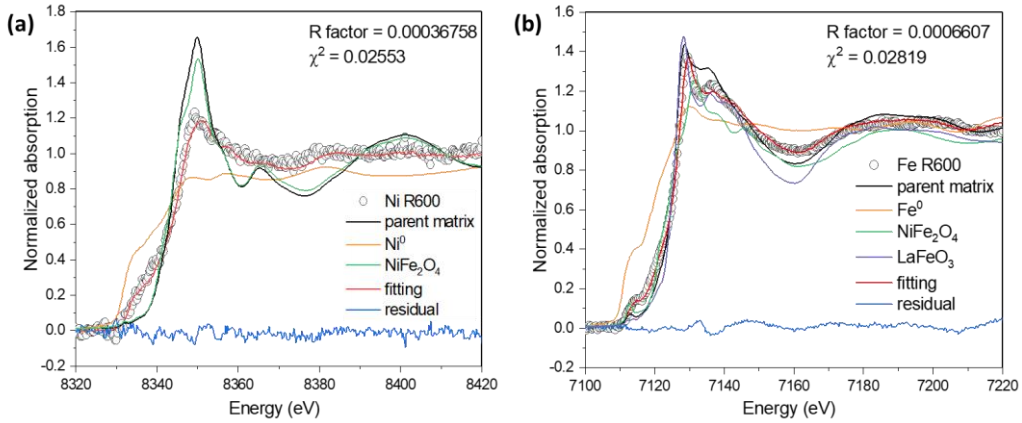 (a)
R factor = 0.00036758
χ² = 0.02553
Normalized absorption
1.8
1.6
1.4
1.2
1.0
0.8
0.6
0.4
0.2
0.0
-0.2
Ni R600
parent matrix
Ni⁰
NiFe₂O₄
fitting
residual
8320 8340 8360 8380 8400 8420
Energy (eV)
(b)
R factor = 0.0006607
χ² = 0.02819
Normalized absorption
1.6
1.4
1.2
1.0
0.8
0.6
0.4
0.2
0.0
-0.2
Fe R600
parent matrix
Fe⁰
NiFe₂O₄
LaFeO₃
fitting
residual
7100 7120 7140 7160 7180 7200 7220
Energy (eV)